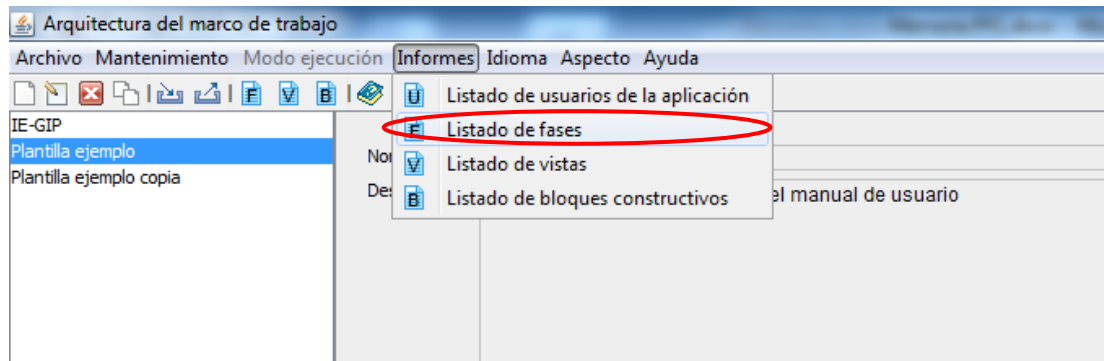 Arquitectura del marco de trabajo
Archivo Mantenimiento Modo ejecución Informes Idioma Aspecto Ayuda
F V B
U Listado de usuarios de la aplicación
IE-GIP
F Listado de fases
Plantilla ejemplo
V Listado de vistas
Plantilla ejemplo copia
B Listado de bloques constructivos
el manual de usuario